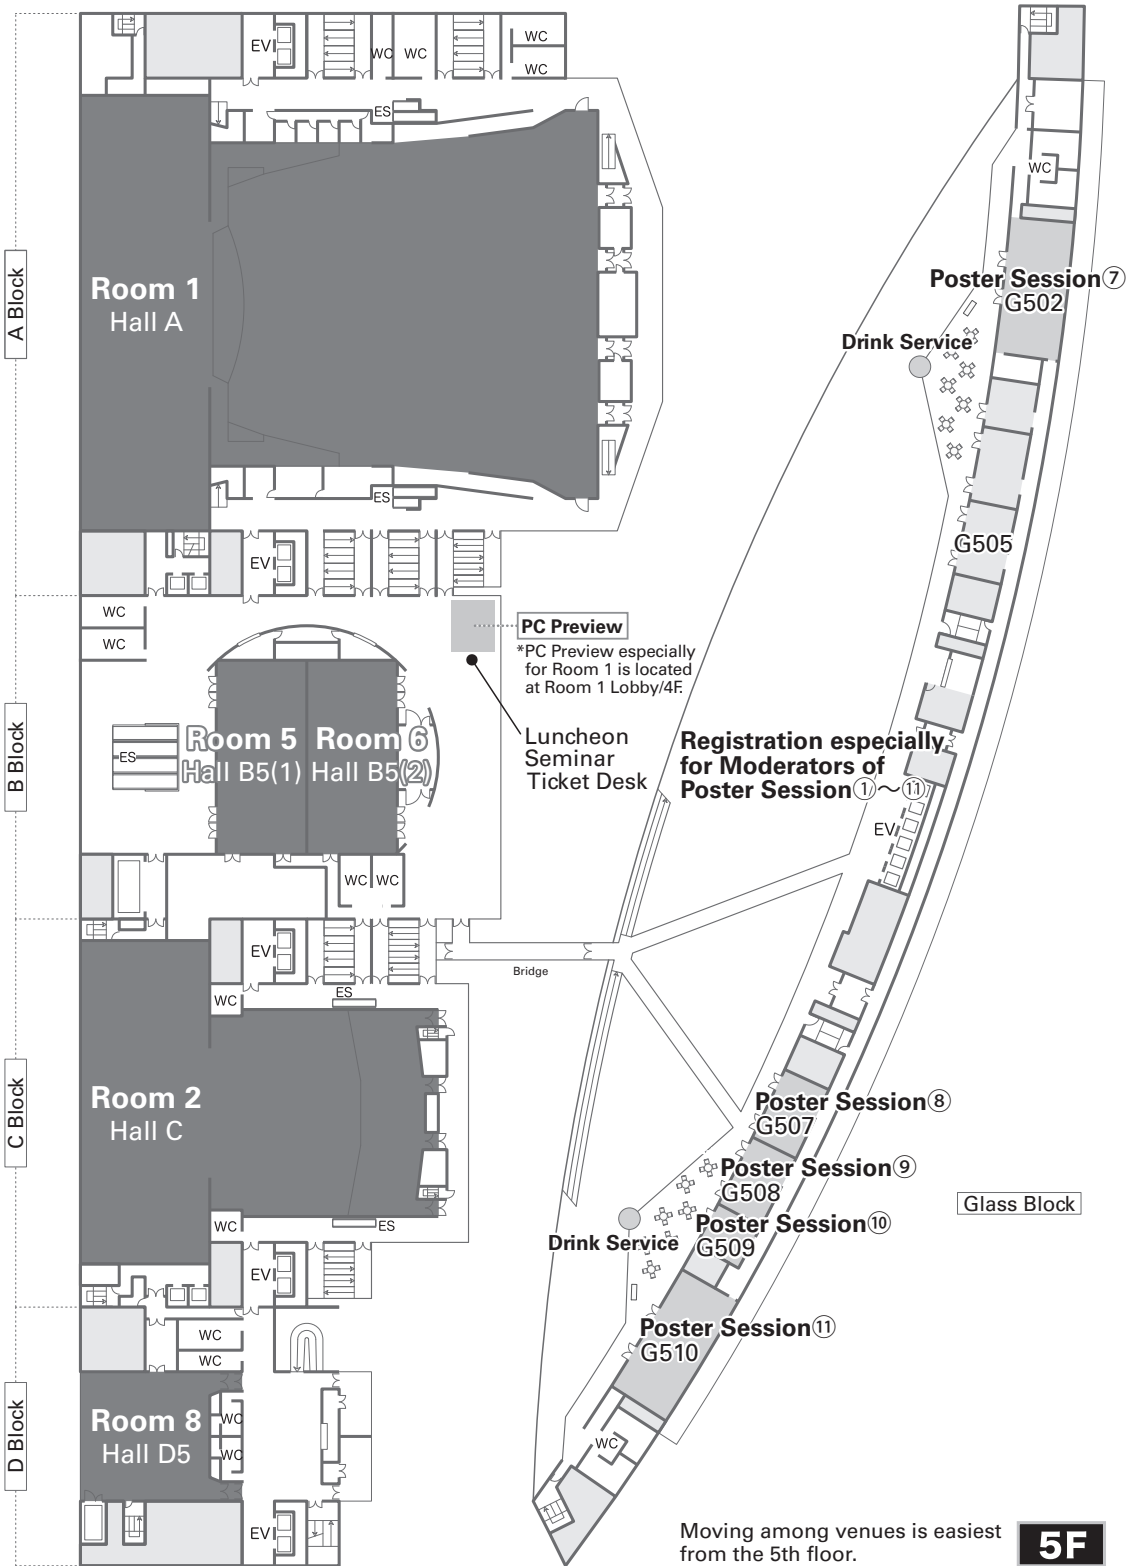 EV
WC
WC
WC
WC
ES
WC
A Block
Room 1
Hall A
Poster Session⑦
G502
Drink Service
ES
EV
G505
WC
WC
PC Preview
*PC Preview especially
for Room 1 is located
at Room 1 Lobby/4F.
B Block
ES
Room 5
Hall B5(1)
Room 6
Hall B5(2)
Luncheon
Seminar
Ticket Desk
Registration especially
for Moderators of
Poster Session①～⑪
EV
WC
WC
EV
Bridge
WC
ES
C Block
Room 2
Hall C
Poster Session⑧
G507
Poster Session⑨
G508
Glass Block
Poster Session⑩
G509
Drink Service
WC
ES
EV
Poster Session⑪
G510
WC
WC
D Block
Room 8
Hall D5
WC
WC
WC
EV
Moving among venues is easiest
from the 5th floor.
5F